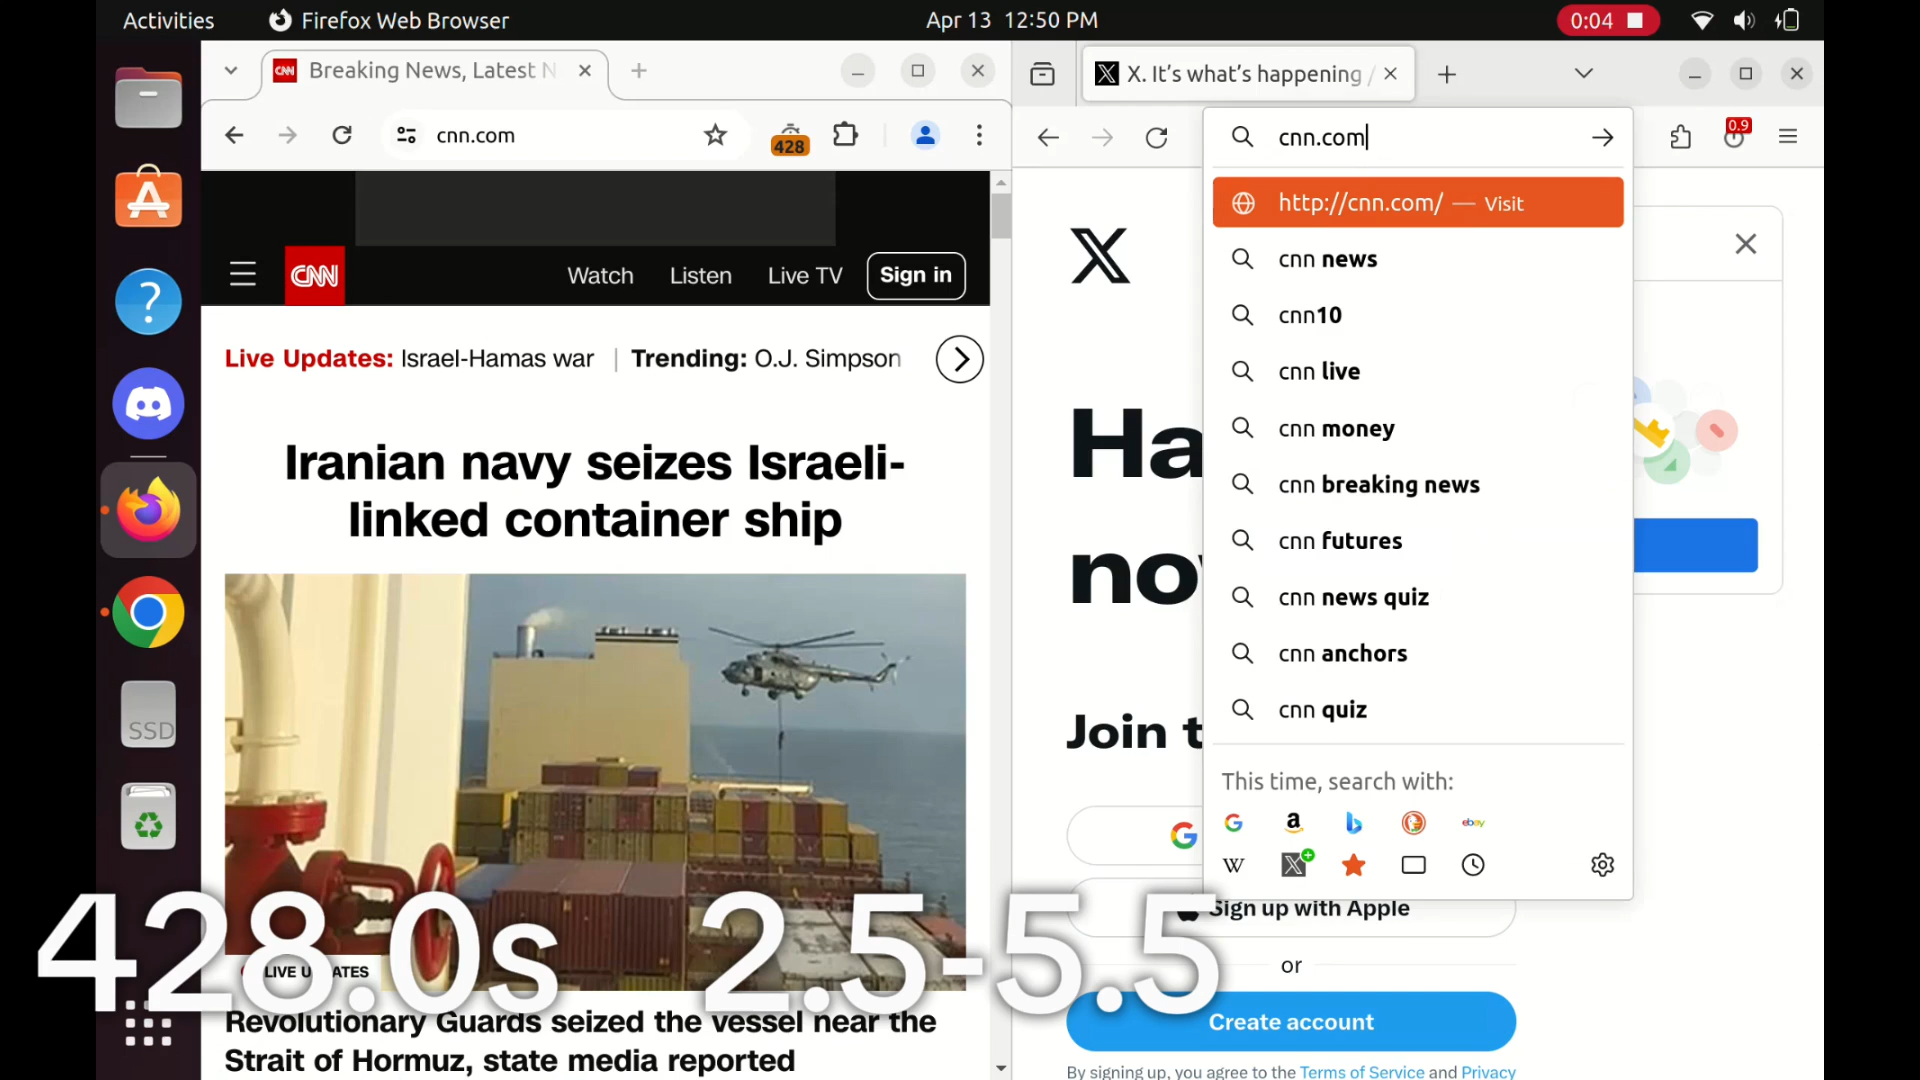 Activities
Firefox Web Browser
Apr 13 12:50 PM
0:04
CNN
Breaking News, Latest N
cnn.com
428
CNN
Watch
Listen
Live TV
Sign in
Live Updates: Israel-Hamas war
Trending: O.J. Simpson
Iranian navy seizes Israeli-
linked container ship
LIVE UPDATES
Revolutionary Guards seized the vessel near the
Strait of Hormuz, state media reported
SSD
X. It’s what’s happening /
cnn.com
0.9
http://cnn.com/ — Visit
cnn news
cnn10
cnn live
cnn money
cnn breaking news
cnn futures
cnn news quiz
cnn anchors
cnn quiz
This time, search with:
ebay
W
Ha
no
Join t
Sign up with Apple
or
Create account
By signing up, you agree to the Terms of Service and Privacy
428.0s 2.5-5.5